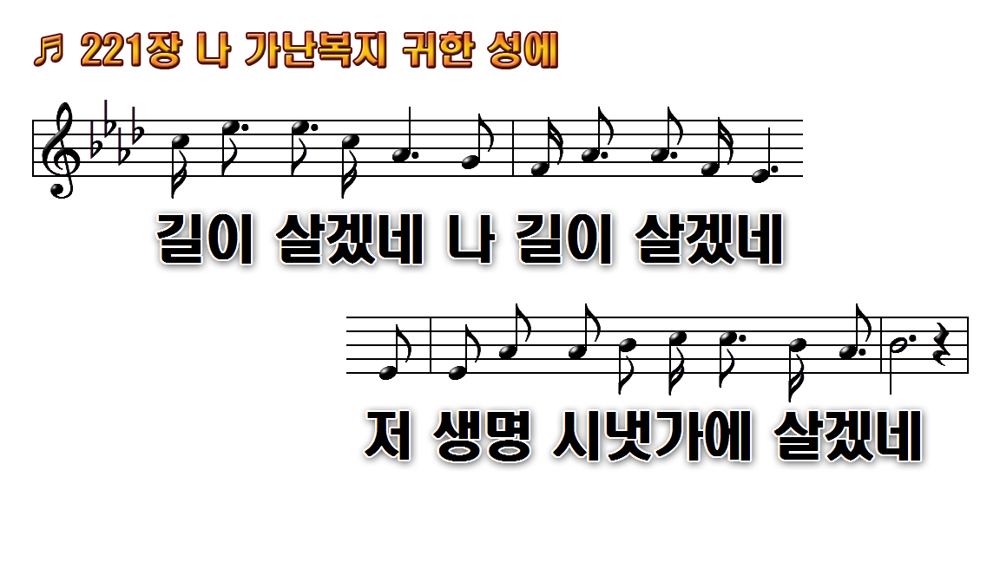 ♬ 221장 나 가난복지 귀한 성에
길이 살겠네 나 길이 살겠네
저 생명 시냇가에 살겠네